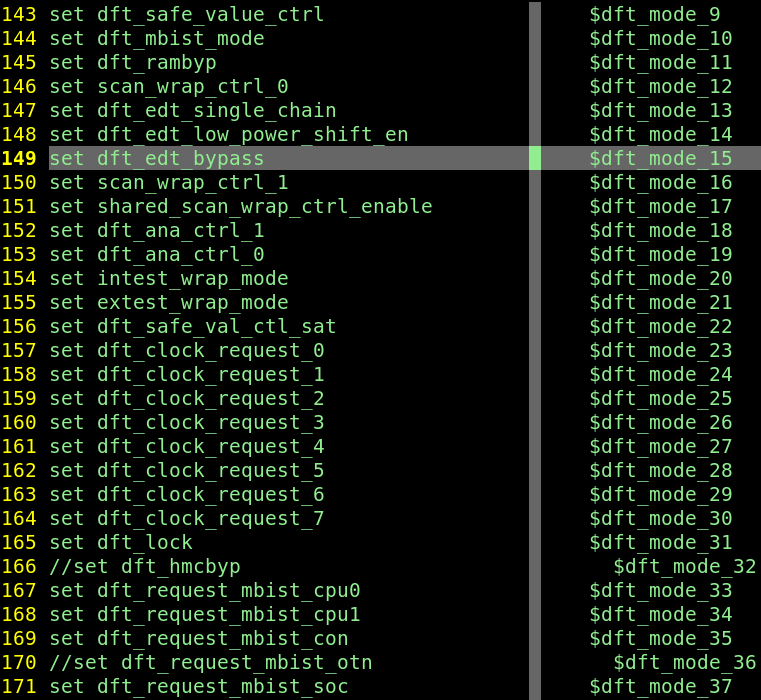 143 set dft_safe_value_ctrl $dft_mode_9
144 set dft_mbist_mode $dft_mode_10
145 set dft_rambyp $dft_mode_11
146 set scan_wrap_ctrl_0 $dft_mode_12
147 set dft_edt_single_chain $dft_mode_13
148 set dft_edt_low_power_shift_en $dft_mode_14
149 set dft_edt_bypass $dft_mode_15
150 set scan_wrap_ctrl_1 $dft_mode_16
151 set shared_scan_wrap_ctrl_enable $dft_mode_17
152 set dft_ana_ctrl_1 $dft_mode_18
153 set dft_ana_ctrl_0 $dft_mode_19
154 set intest_wrap_mode $dft_mode_20
155 set extest_wrap_mode $dft_mode_21
156 set dft_safe_val_ctl_sat $dft_mode_22
157 set dft_clock_request_0 $dft_mode_23
158 set dft_clock_request_1 $dft_mode_24
159 set dft_clock_request_2 $dft_mode_25
160 set dft_clock_request_3 $dft_mode_26
161 set dft_clock_request_4 $dft_mode_27
162 set dft_clock_request_5 $dft_mode_28
163 set dft_clock_request_6 $dft_mode_29
164 set dft_clock_request_7 $dft_mode_30
165 set dft_lock $dft_mode_31
166 //set dft_hmcbyp $dft_mode_32
167 set dft_request_mbist_cpu0 $dft_mode_33
168 set dft_request_mbist_cpu1 $dft_mode_34
169 set dft_request_mbist_con $dft_mode_35
170 //set dft_request_mbist_otn $dft_mode_36
171 set dft_request_mbist_soc $dft_mode_37